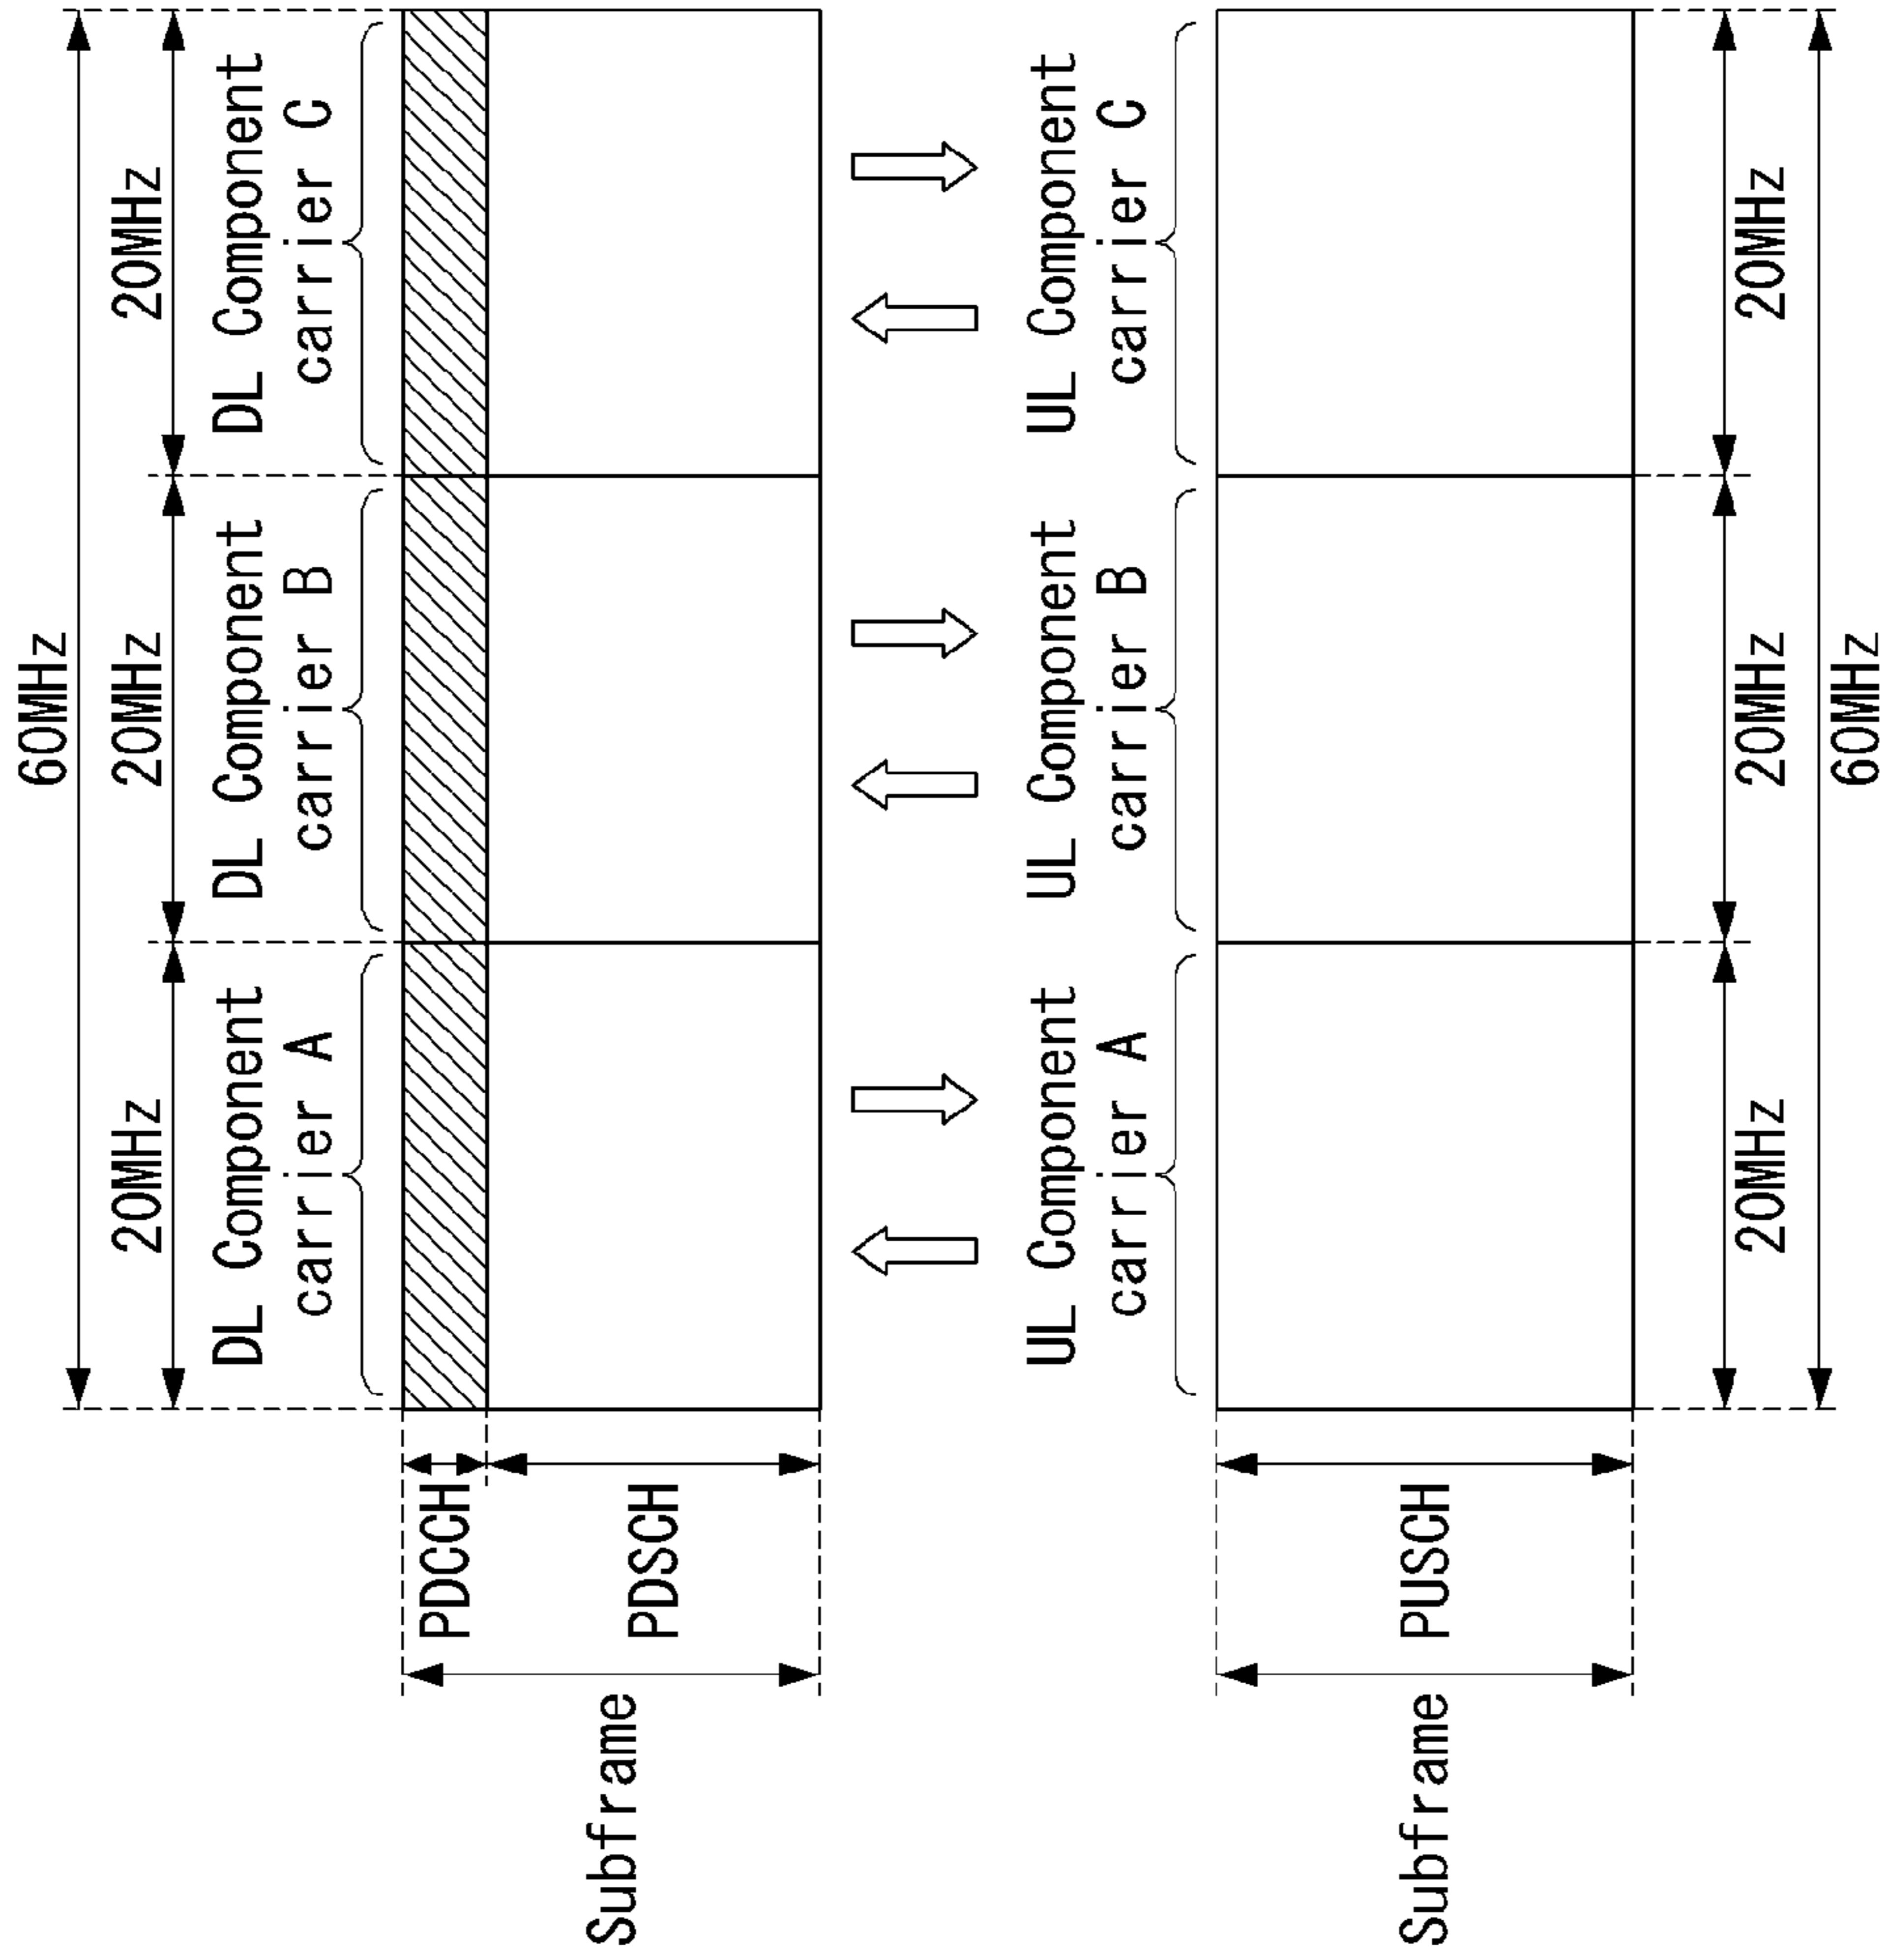 60MHz
20MHz
20MHz
20MHz
DL Component
carrier A
DL Component
carrier B
DL Component
carrier C
PDCCH
PDSCH
Subframe
UL Component
carrier A
UL Component
carrier B
UL Component
carrier C
PUSCH
Subframe
20MHz
20MHz
20MHz
60MHz